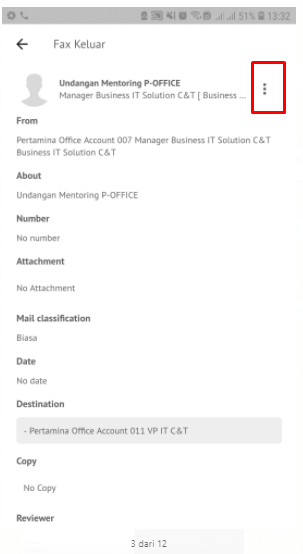 51% 13:32
Fax Keluar
Undangan Mentoring P-OFFICE
Manager Business IT Solution C&T [ Business ...
From
Pertamina Office Account 007 Manager Business IT Solution C&T
Business IT Solution C&T
About
Undangan Mentoring P-OFFICE
Number
No number
Attachment
No Attachment
Mail classification
Biasa
Date
No date
Destination
- Pertamina Office Account 011 VP IT C&T
Copy
No Copy
Reviewer
3 dari 12